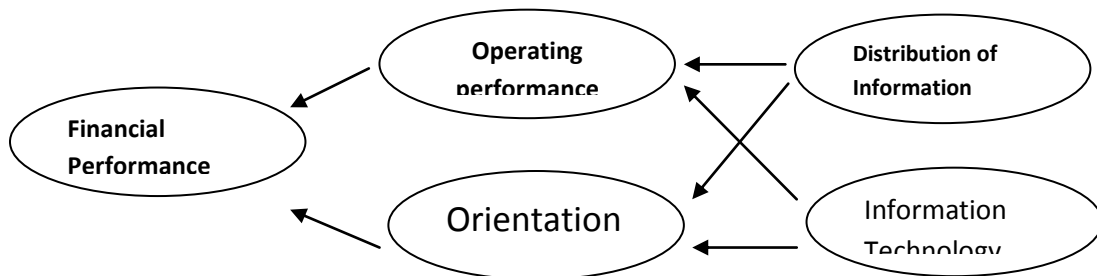 Operating
performance
Distribution of
Information
Financial
Performance
Orientation
Information
Technology